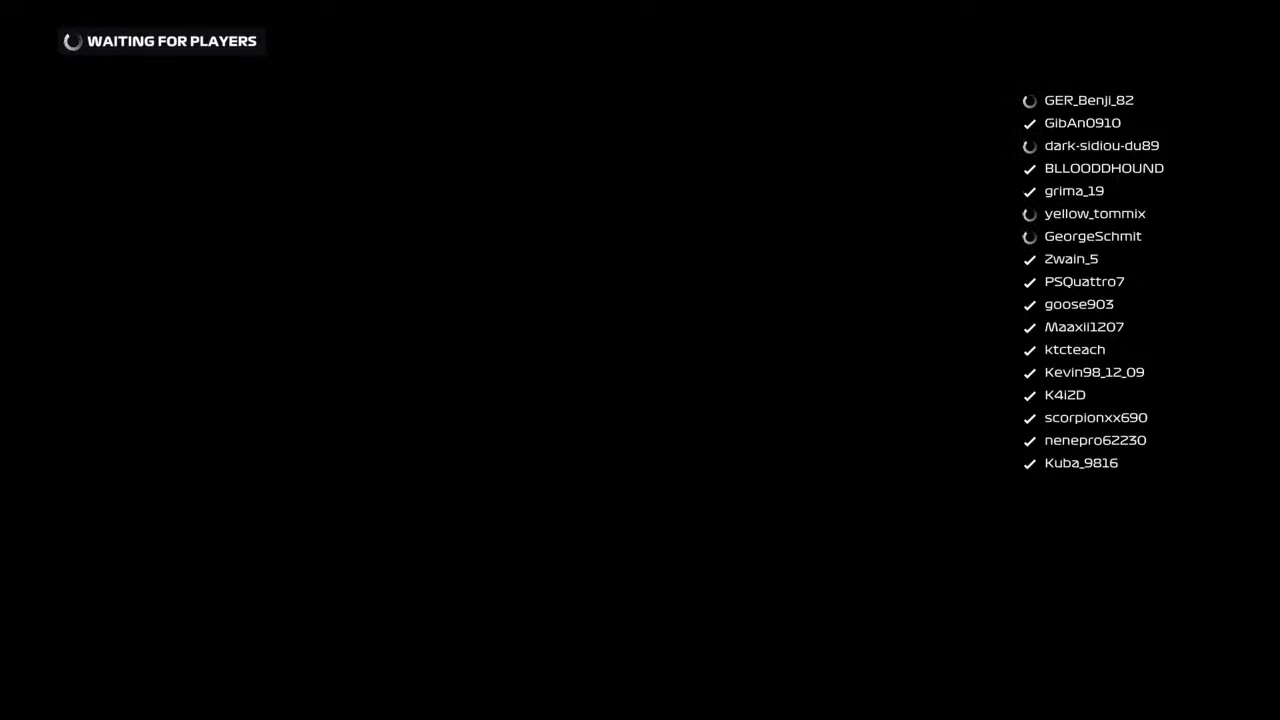 WAITING FOR PLAYERS
GER_Benji_82
GibAn0910
dark-sidiou-du89
BLLOODDHOUND
grima_19
yellow_tommix
GeorgeSchmit
Zwain_5
PSQuattro7
goose903
Maaxii1207
ktcteach
Kevin98_12_09
K4i2D
scorpionxx690
nenepro62230
Kuba_9816